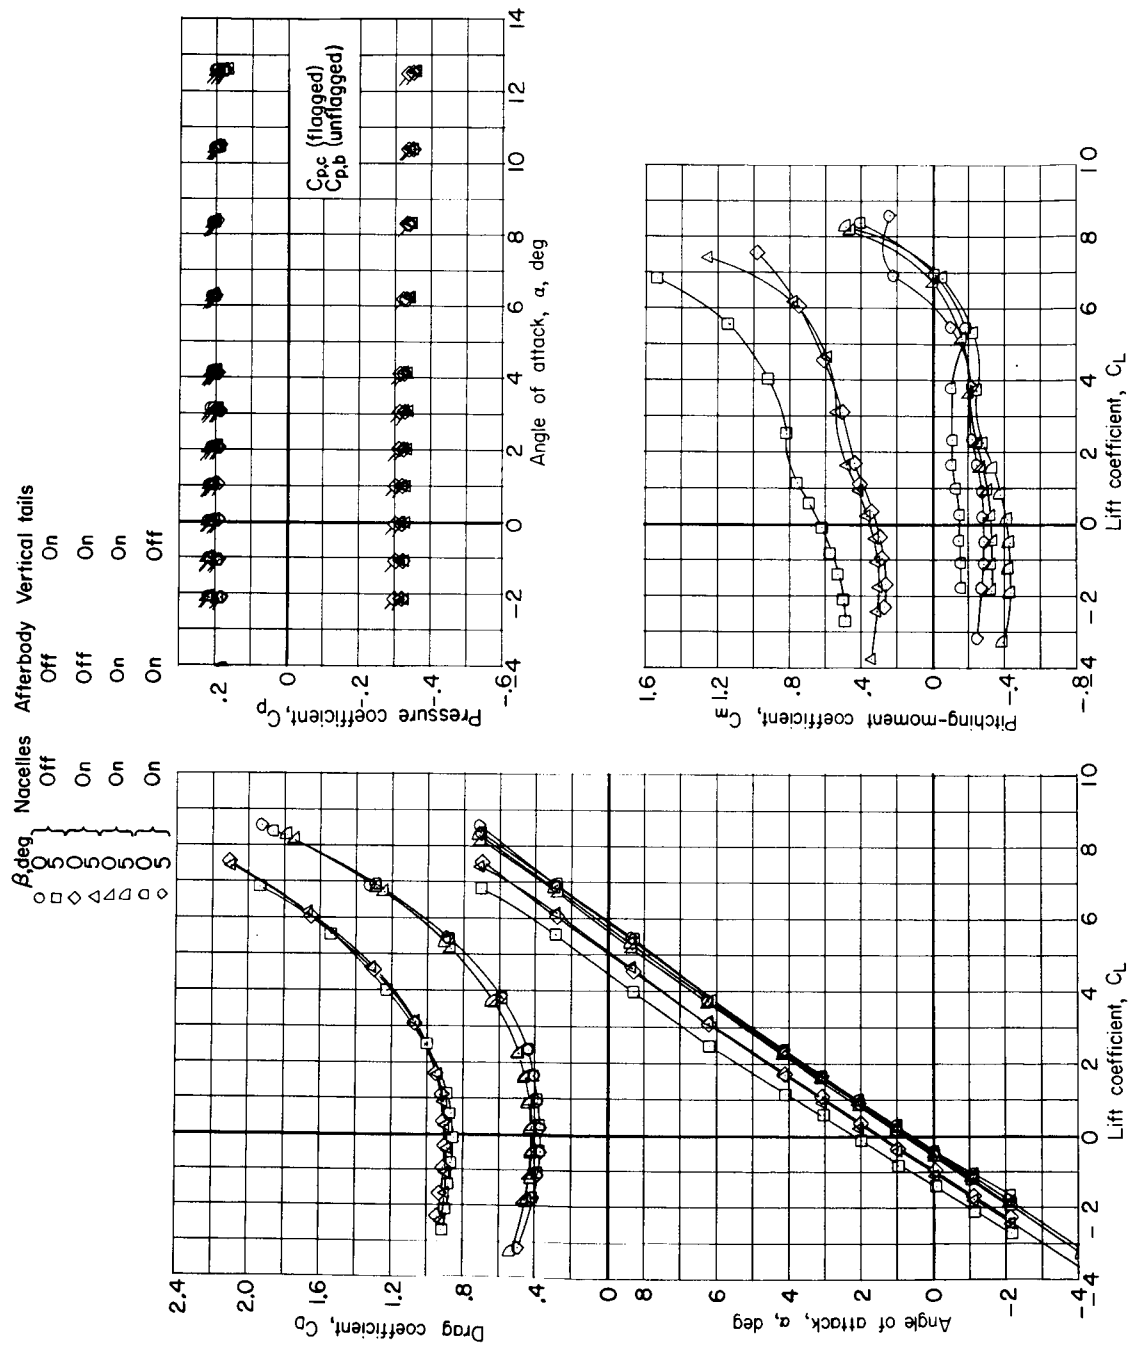 β,deg Nacelles Afterbody Vertical tails
0 Off Off On
5
0 On Off On
5
0 On On On
5
0 On On Off
5
.2
0
-.2
-.4
-.6
Pressure coefficient, Cp
Cp,c (flagged)
Cp,b (unflagged)
-4 -2 0 2 4 6 8 10 12 14
Angle of attack, α, deg
2.4
2.0
1.6
1.2
.8
.4
0
Drag coefficient, CD
8
6
4
2
0
-2
-4
Angle of attack, α, deg
-2 0 2 4 6 8 10
Lift coefficient, CL
1.6
1.2
.8
.4
0
-.4
-.8
Pitching-moment coefficient, Cm
-4 -2 0 2 4 6 8 10
Lift coefficient, CL